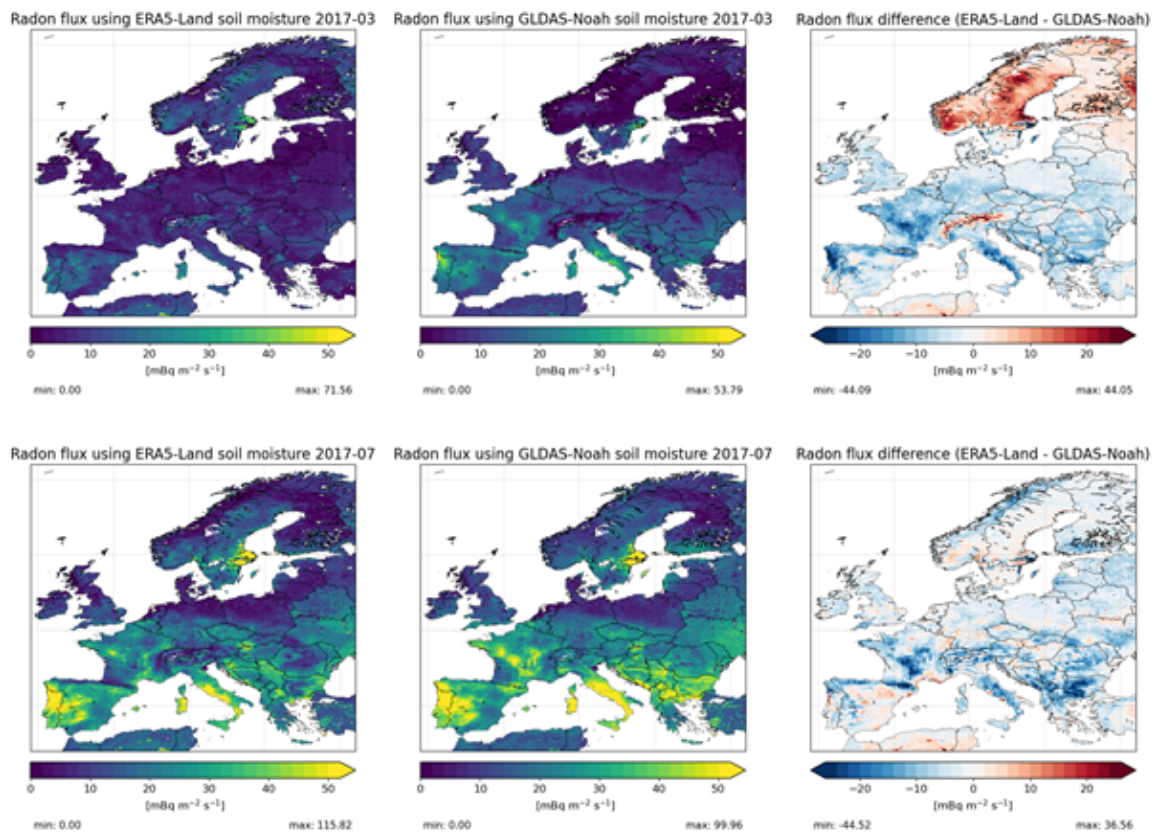 Radon flux using ERA5-Land soil moisture 2017-03
Radon flux using GLDAS-Noah soil moisture 2017-03
Radon flux difference (ERA5-Land - GLDAS-Noah)
0 10 20 30 40 50
[mBq m⁻² s⁻¹]
min: 0.00 max: 71.56
0 10 20 30 40 50
[mBq m⁻² s⁻¹]
min: 0.00 max: 53.79
−20 −10 0 10 20
[mBq m⁻² s⁻¹]
min: -44.09 max: 44.05
Radon flux using ERA5-Land soil moisture 2017-07
Radon flux using GLDAS-Noah soil moisture 2017-07
Radon flux difference (ERA5-Land - GLDAS-Noah)
0 10 20 30 40 50
[mBq m⁻² s⁻¹]
min: 0.00 max: 115.82
0 10 20 30 40 50
[mBq m⁻² s⁻¹]
min: 0.00 max: 99.96
−20 −10 0 10 20
[mBq m⁻² s⁻¹]
min: -44.52 max: 36.56